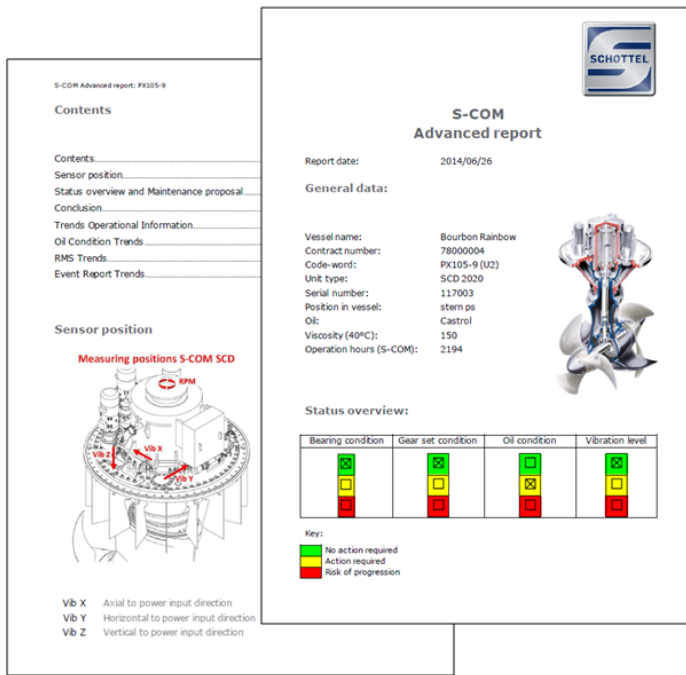 S-COM Advanced report: PX105-9
Contents
Contents
Sensor position
Status overview and Maintenance proposal
Conclusion
Trends Operational Information
Oil Condition Trends
RMS Trends
Event Report Trends
Sensor position
Measuring positions S-COM SCD
RPM
Vib X
Vib Z
Vib Y
Vib X Axial to power input direction
Vib Y Horizontal to power input direction
Vib Z Vertical to power input direction
SCHOTTEL
S-COM
Advanced report
Report date: 2014/06/26
General data:
Vessel name: Bourbon Rainbow
Contract number: 78000004
Code-word: PX105-9 (U2)
Unit type: SCD 2020
Serial number: 117003
Position in vessel: stern ps
Oil: Castrol
Viscosity (40ºC): 150
Operation hours (S-COM): 2194
Status overview:
Bearing condition Gear set condition Oil condition Vibration level
Key:
No action required
Action required
Risk of progression